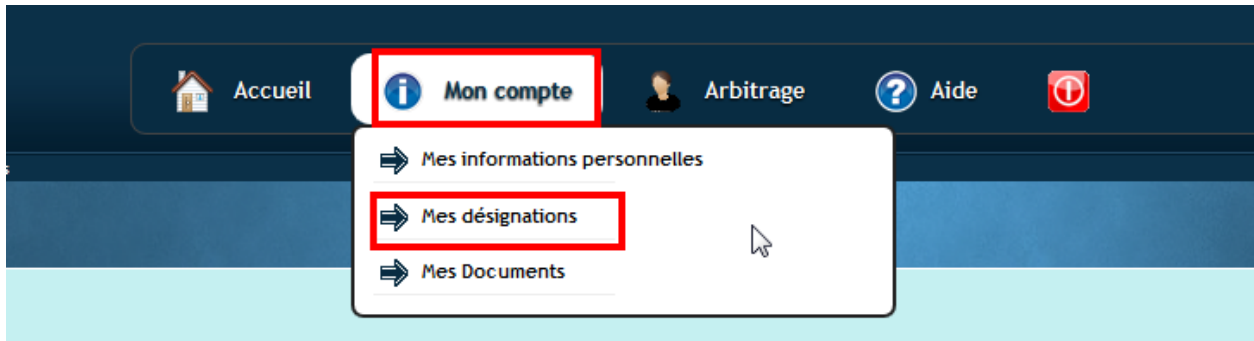 Accueil Mon compte Arbitrage Aide
Mes informations personnelles
s
Mes désignations
Mes Documents